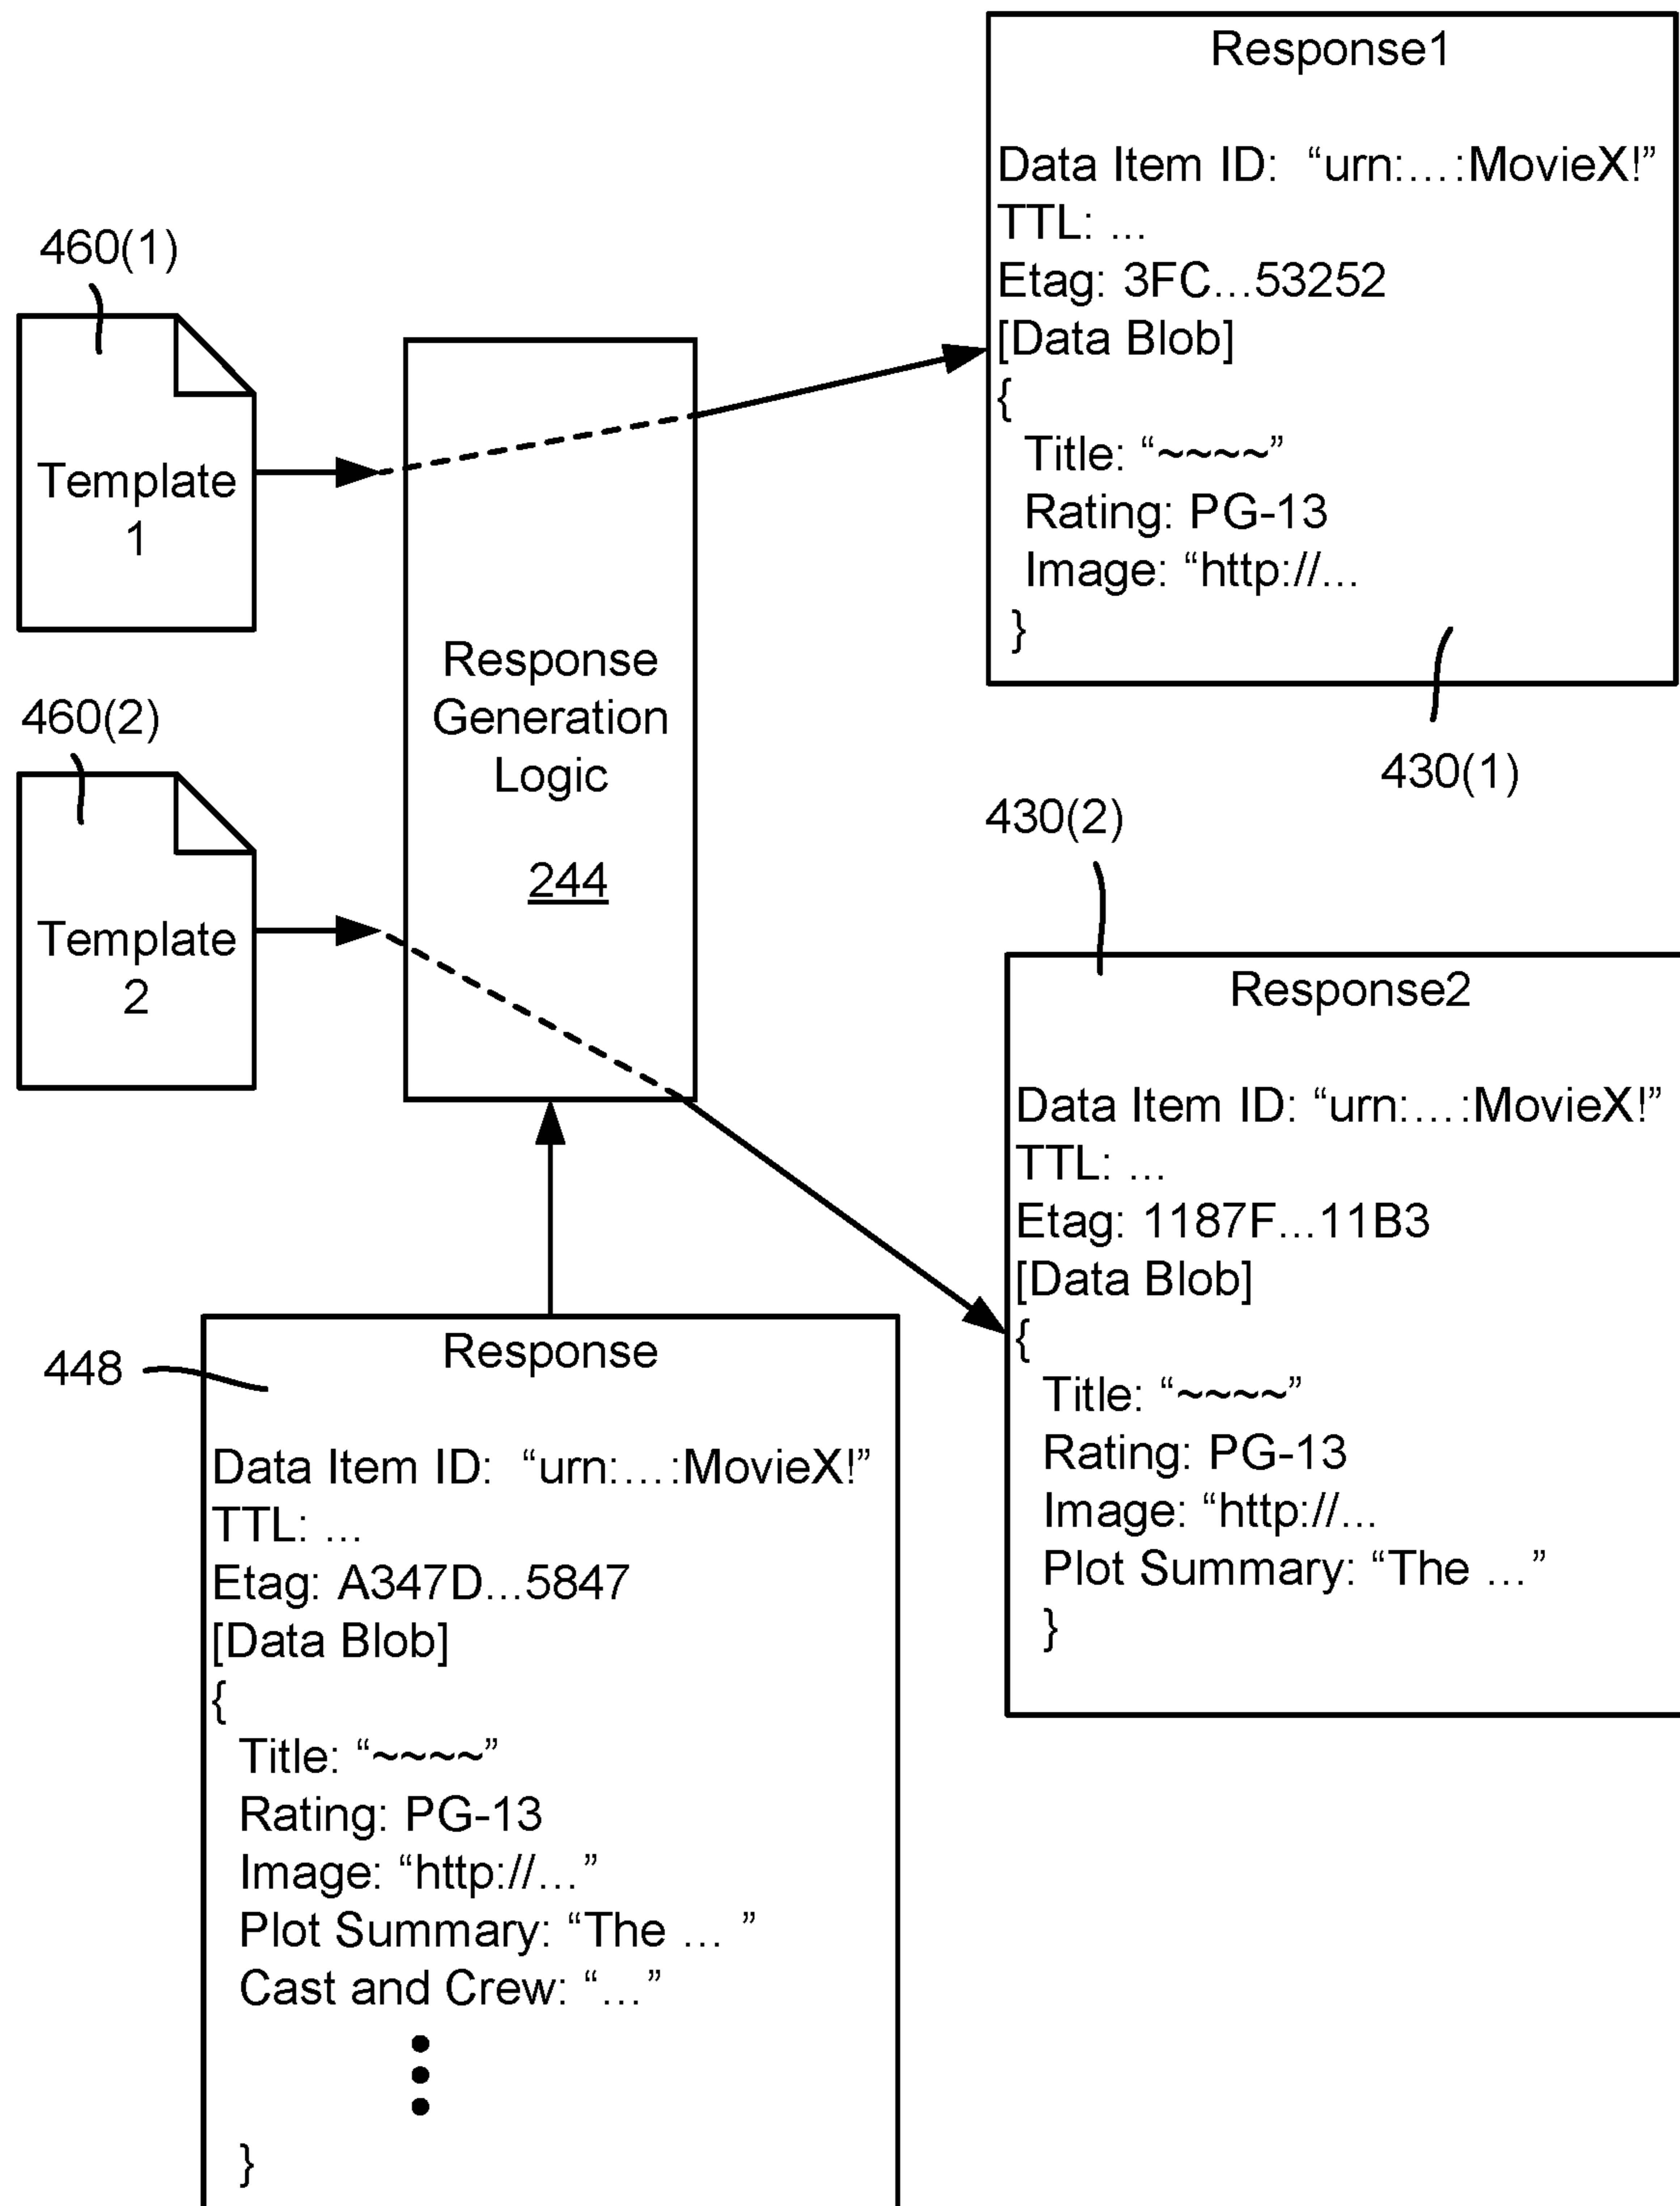 460(1)
Template
1
460(2)
Template
2
Response
Generation
Logic
244
Response1
Data Item ID:  “urn:...:MovieX!”
TTL: ...
Etag: 3FC...53252
[Data Blob]
{
Title: “~~~~”
Rating: PG-13
Image: “http://...
}
430(1)
430(2)
Response2
Data Item ID: “urn:...:MovieX!”
TTL: ...
Etag: 1187F...11B3
[Data Blob]
{
Title: “~~~~”
Rating: PG-13
Image: “http://...
Plot Summary: “The ...”
}
448
Response
Data Item ID:  “urn:...:MovieX!”
TTL: ...
Etag: A347D...5847
[Data Blob]
{
Title: “~~~~”
Rating: PG-13
Image: “http://...”
Plot Summary: “The ... ”
Cast and Crew: “...”
}